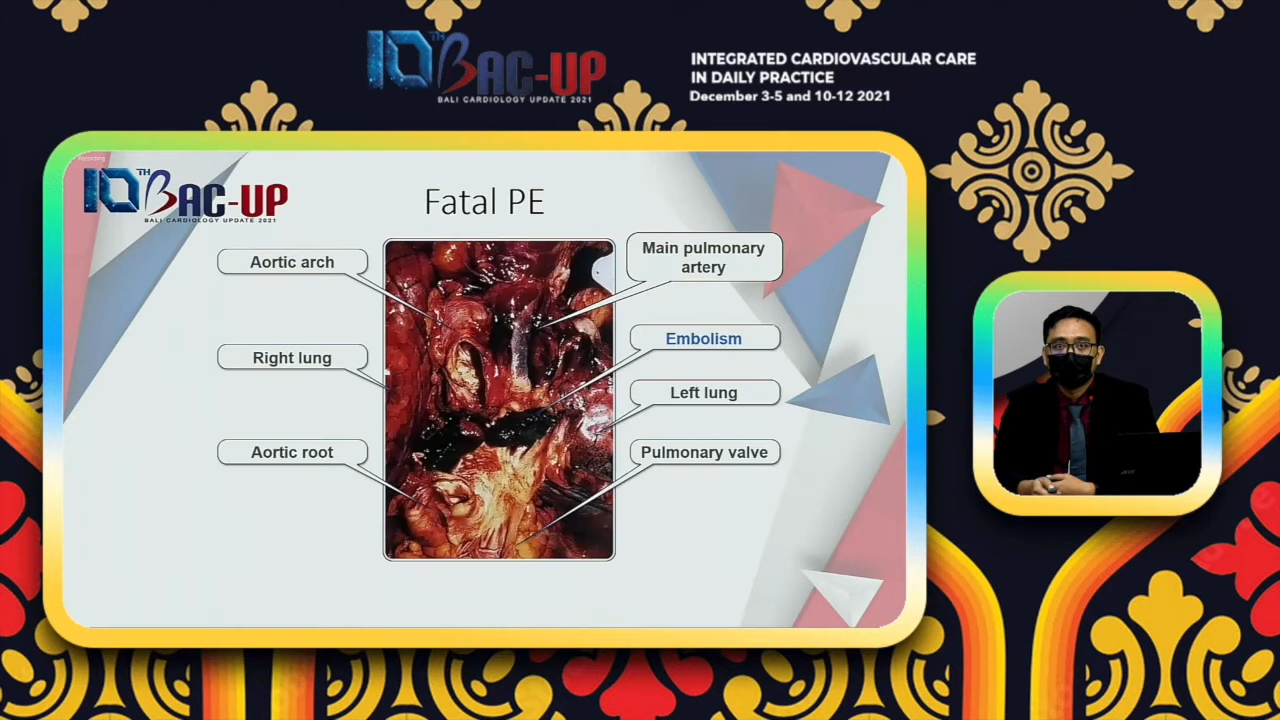 10TH BAC-UP
BALI CARDIOLOGY UPDATE 2021
INTEGRATED CARDIOVASCULAR CARE
IN DAILY PRACTICE
December 3-5 and 10-12 2021
Recording
10TH BAC-UP
BALI CARDIOLOGY UPDATE 2021
Fatal PE
Aortic arch
Main pulmonary
artery
Embolism
Right lung
Left lung
Aortic root
Pulmonary valve
acer